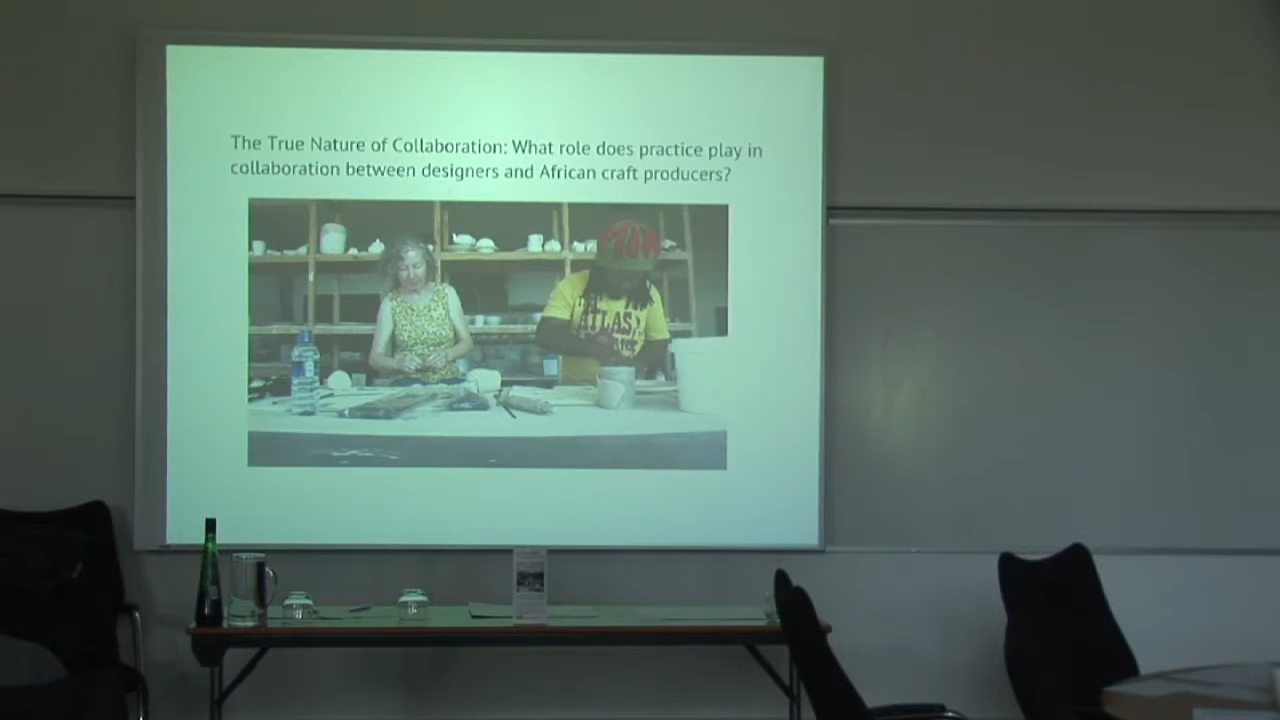 The True Nature of Collaboration: What role does practice play in
collaboration between designers and African craft producers?
ATLAS